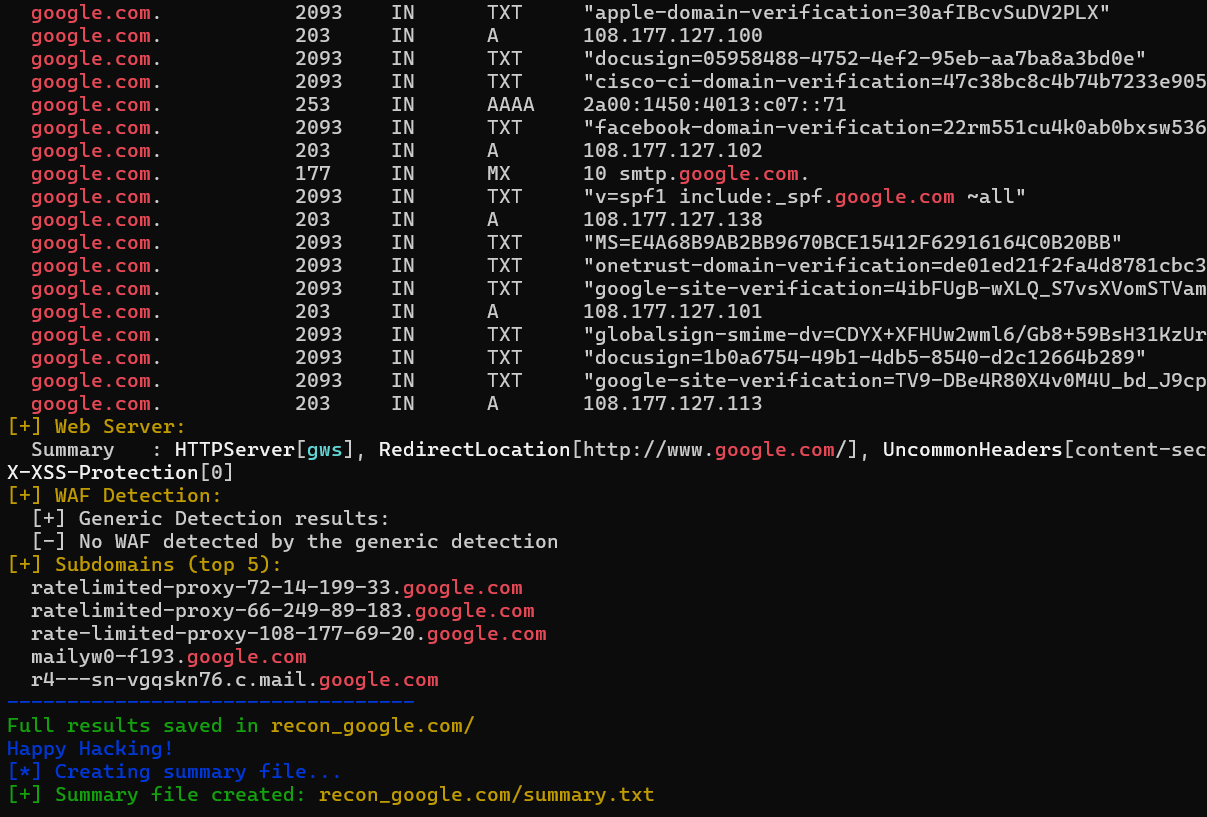 google.com. 2093 IN TXT "apple-domain-verification=30afIBcvSuDV2PLX"
google.com. 203 IN A 108.177.127.100
google.com. 2093 IN TXT "docusign=05958488-4752-4ef2-95eb-aa7ba8a3bd0e"
google.com. 2093 IN TXT "cisco-ci-domain-verification=47c38bc8c4b74b7233e905
google.com. 253 IN AAAA 2a00:1450:4013:c07::71
google.com. 2093 IN TXT "facebook-domain-verification=22rm551cu4k0ab0bxsw536
google.com. 203 IN A 108.177.127.102
google.com. 177 IN MX 10 smtp.google.com.
google.com. 2093 IN TXT "v=spf1 include:_spf.google.com ~all"
google.com. 203 IN A 108.177.127.138
google.com. 2093 IN TXT "MS=E4A68B9AB2BB9670BCE15412F62916164C0B20BB"
google.com. 2093 IN TXT "onetrust-domain-verification=de01ed21f2fa4d8781cbc3
google.com. 2093 IN TXT "google-site-verification=4ibFUgB-wXLQ_S7vsXVomSTVam
google.com. 203 IN A 108.177.127.101
google.com. 2093 IN TXT "globalsign-smime-dv=CDYX+XFHUw2wml6/Gb8+59BsH31KzUr
google.com. 2093 IN TXT "docusign=1b0a6754-49b1-4db5-8540-d2c12664b289"
google.com. 2093 IN TXT "google-site-verification=TV9-DBe4R80X4v0M4U_bd_J9cp
google.com. 203 IN A 108.177.127.113
[+] Web Server:
Summary : HTTPServer[gws], RedirectLocation[http://www.google.com/], UncommonHeaders[content-sec
X-XSS-Protection[0]
[+] WAF Detection:
[+] Generic Detection results:
[-] No WAF detected by the generic detection
[+] Subdomains (top 5):
ratelimited-proxy-72-14-199-33.google.com
ratelimited-proxy-66-249-89-183.google.com
rate-limited-proxy-108-177-69-20.google.com
mailyw0-f193.google.com
r4---sn-vgqskn76.c.mail.google.com
----------------------------------
Full results saved in recon_google.com/
Happy Hacking!
[*] Creating summary file...
[+] Summary file created: recon_google.com/summary.txt